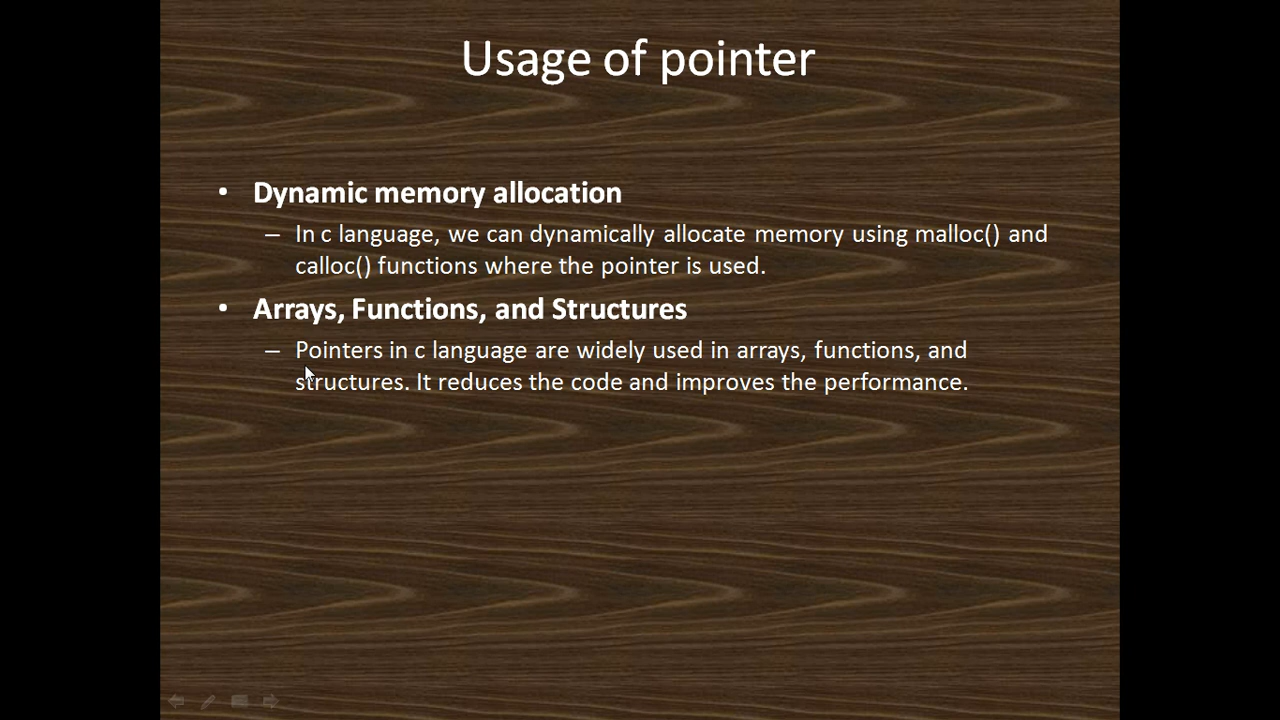 Usage of pointer
• Dynamic memory allocation
– In c language, we can dynamically allocate memory using malloc() and
calloc() functions where the pointer is used.
• Arrays, Functions, and Structures
– Pointers in c language are widely used in arrays, functions, and
structures. It reduces the code and improves the performance.